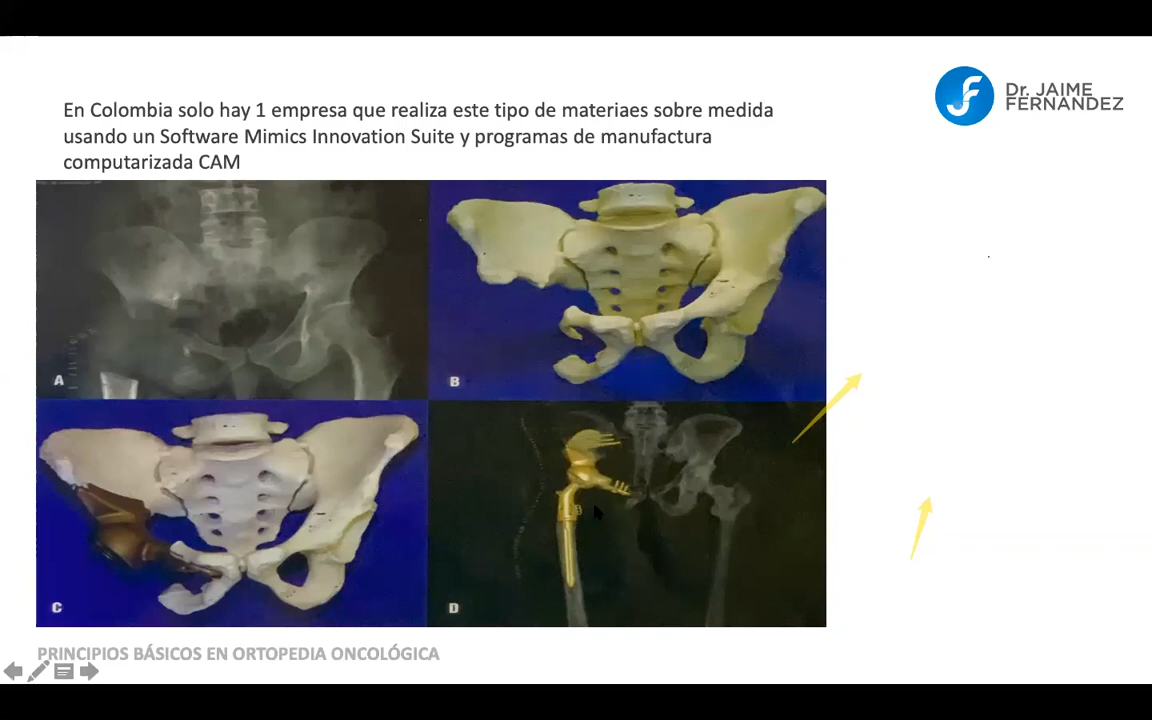 En Colombia solo hay 1 empresa que realiza este tipo de materiaes sobre medida
usando un Software Mimics Innovation Suite y programas de manufactura
computarizada CAM
Dr. JAIME
FERNANDEZ
A
B
C
D
PRINCIPIOS BÁSICOS EN ORTOPEDIA ONCOLÓGICA